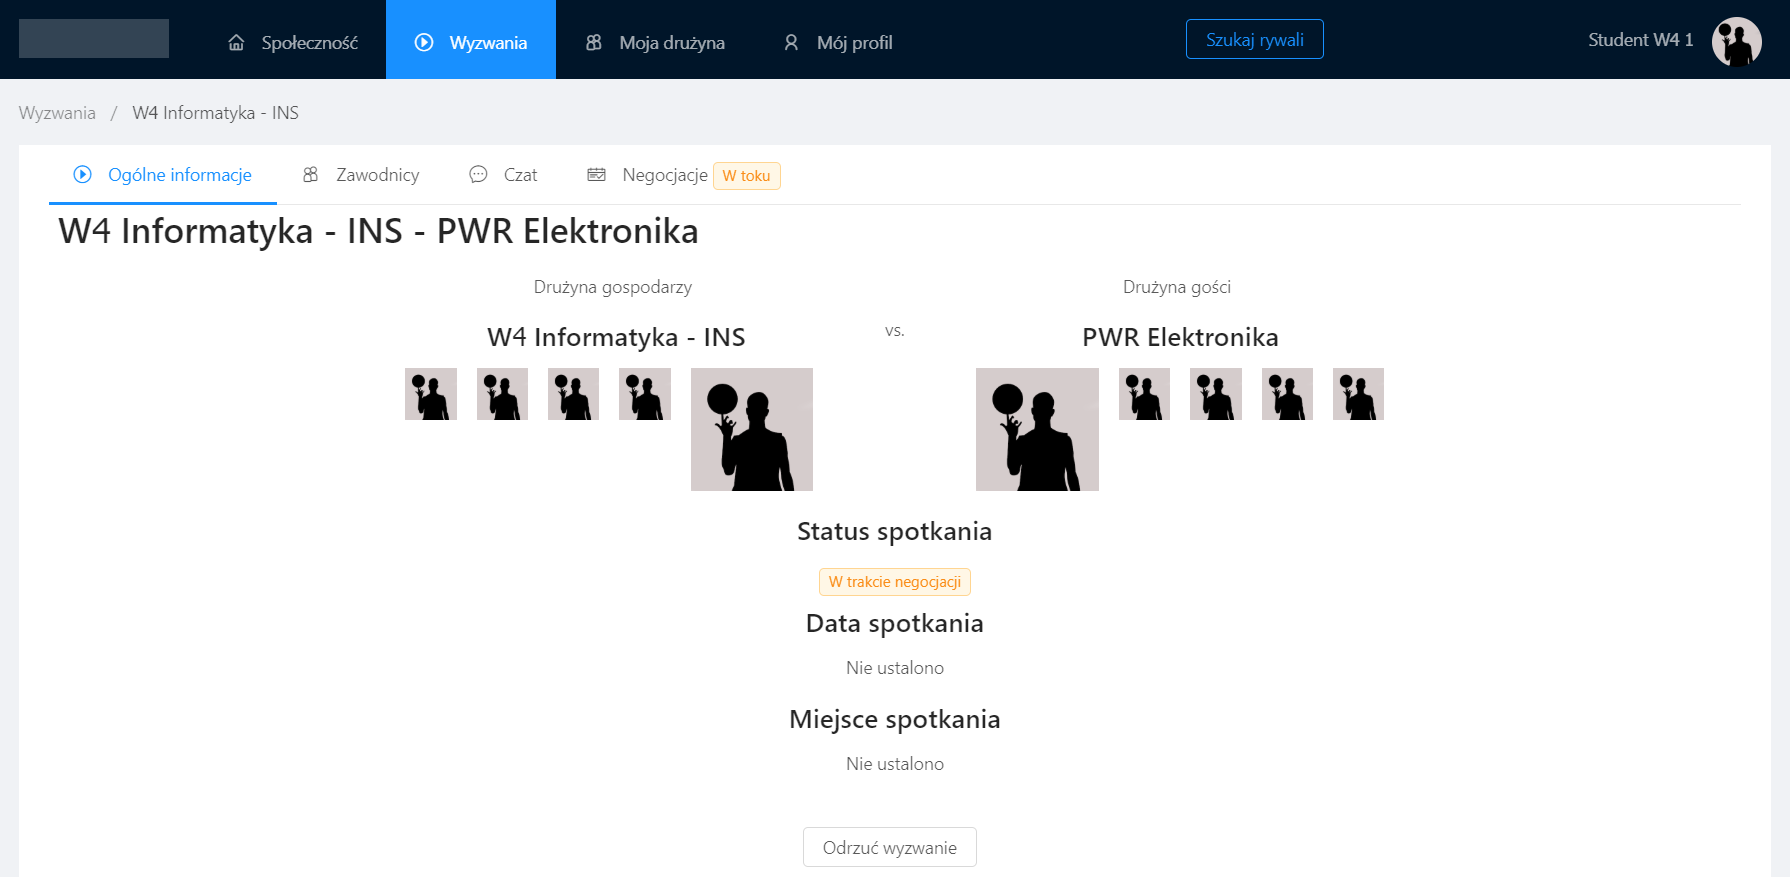 Społeczność Wyzwania Moja drużyna Mój profil Szukaj rywali Student W4 1
Wyzwania / W4 Informatyka - INS
Ogólne informacje Zawodnicy Czat Negocjacje W toku
W4 Informatyka - INS - PWR Elektronika
Drużyna gospodarzy Drużyna gości
W4 Informatyka - INS vs. PWR Elektronika
Status spotkania
W trakcie negocjacji
Data spotkania
Nie ustalono
Miejsce spotkania
Nie ustalono
Odrzuć wyzwanie